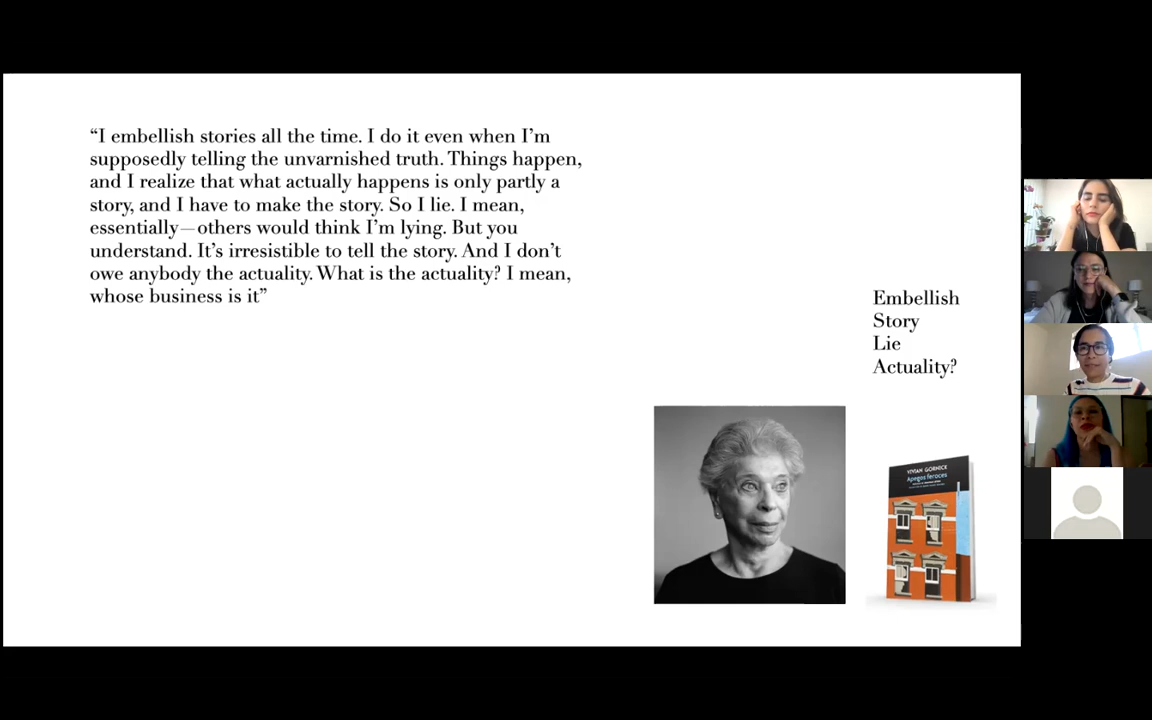 “I embellish stories all the time. I do it even when I’m
supposedly telling the unvarnished truth. Things happen,
and I realize that what actually happens is only partly a
story, and I have to make the story. So I lie. I mean,
essentially—others would think I’m lying. But you
understand. It’s irresistible to tell the story. And I don’t
owe anybody the actuality. What is the actuality? I mean,
whose business is it”
Embellish
Story
Lie
Actuality?
VIVIAN GORNICK
Apegos feroces